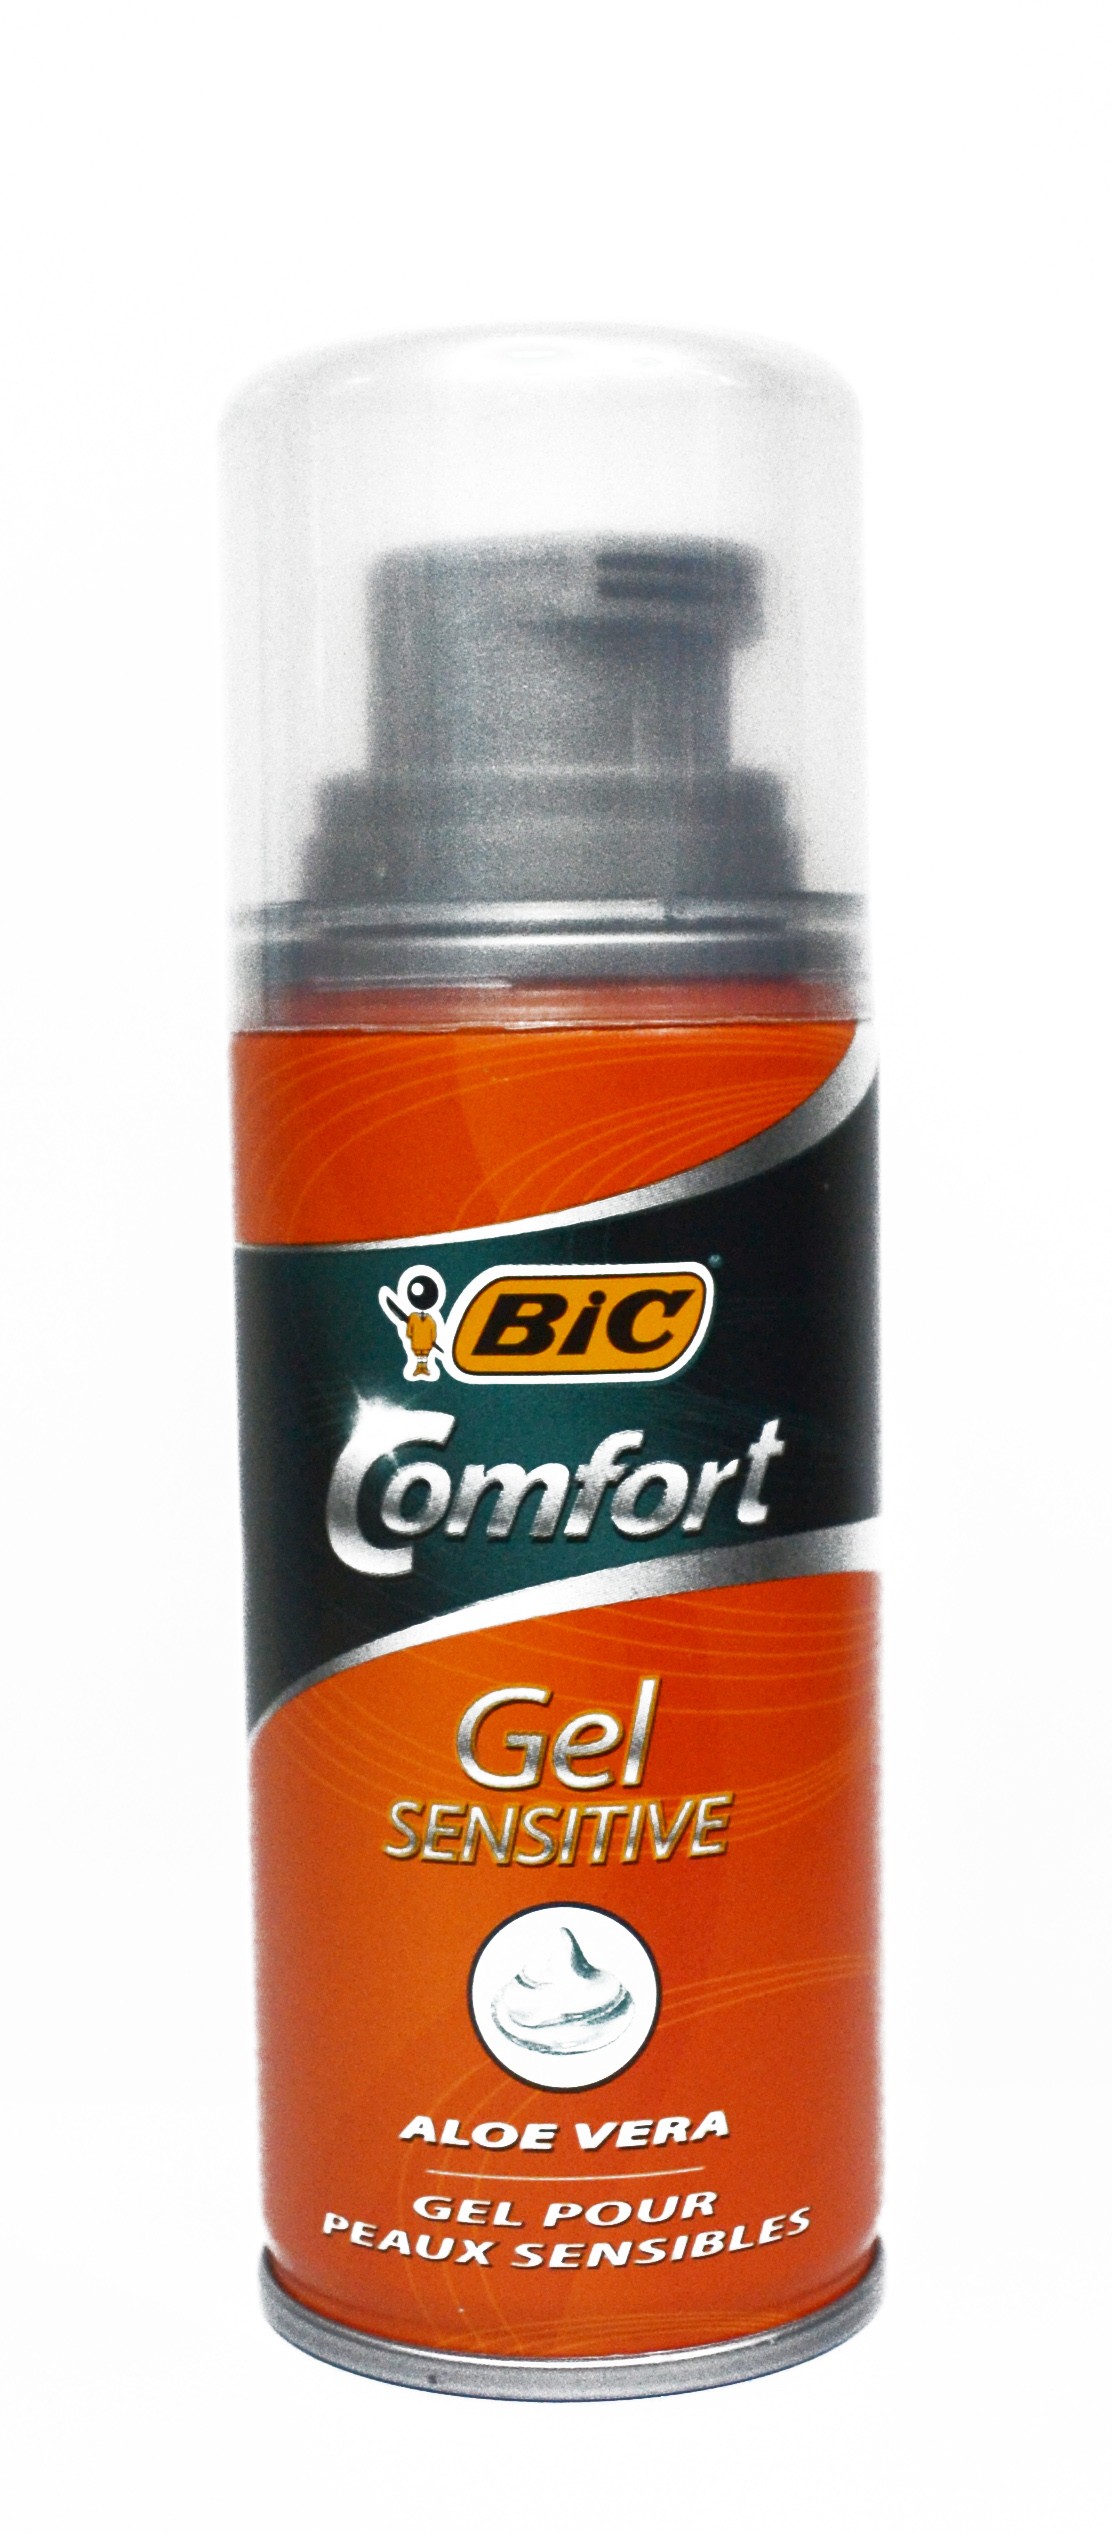 BiC
Comfort
Gel
SENSITIVE
ALOE VERA
GEL POUR
PEAUX SENSIBLES